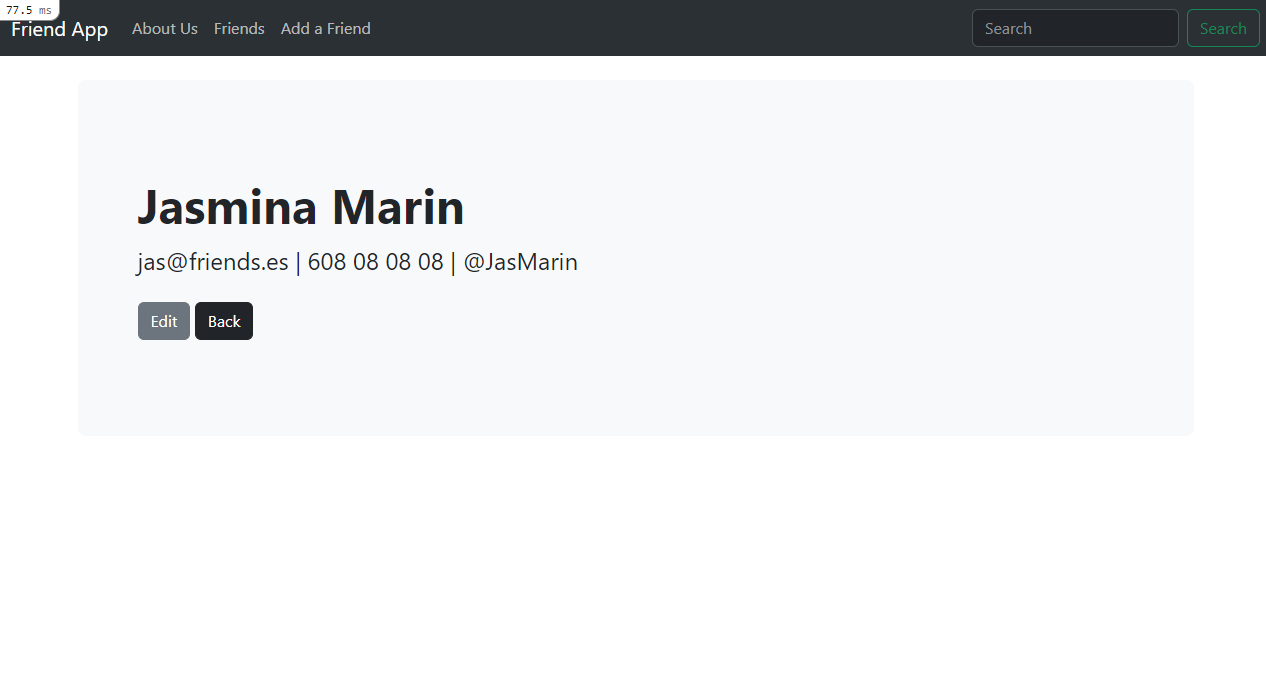 77.5 ms
Friend App About Us Friends Add a Friend Search Search
Jasmina Marin
jas@friends.es | 608 08 08 08 | @JasMarin
Edit Back